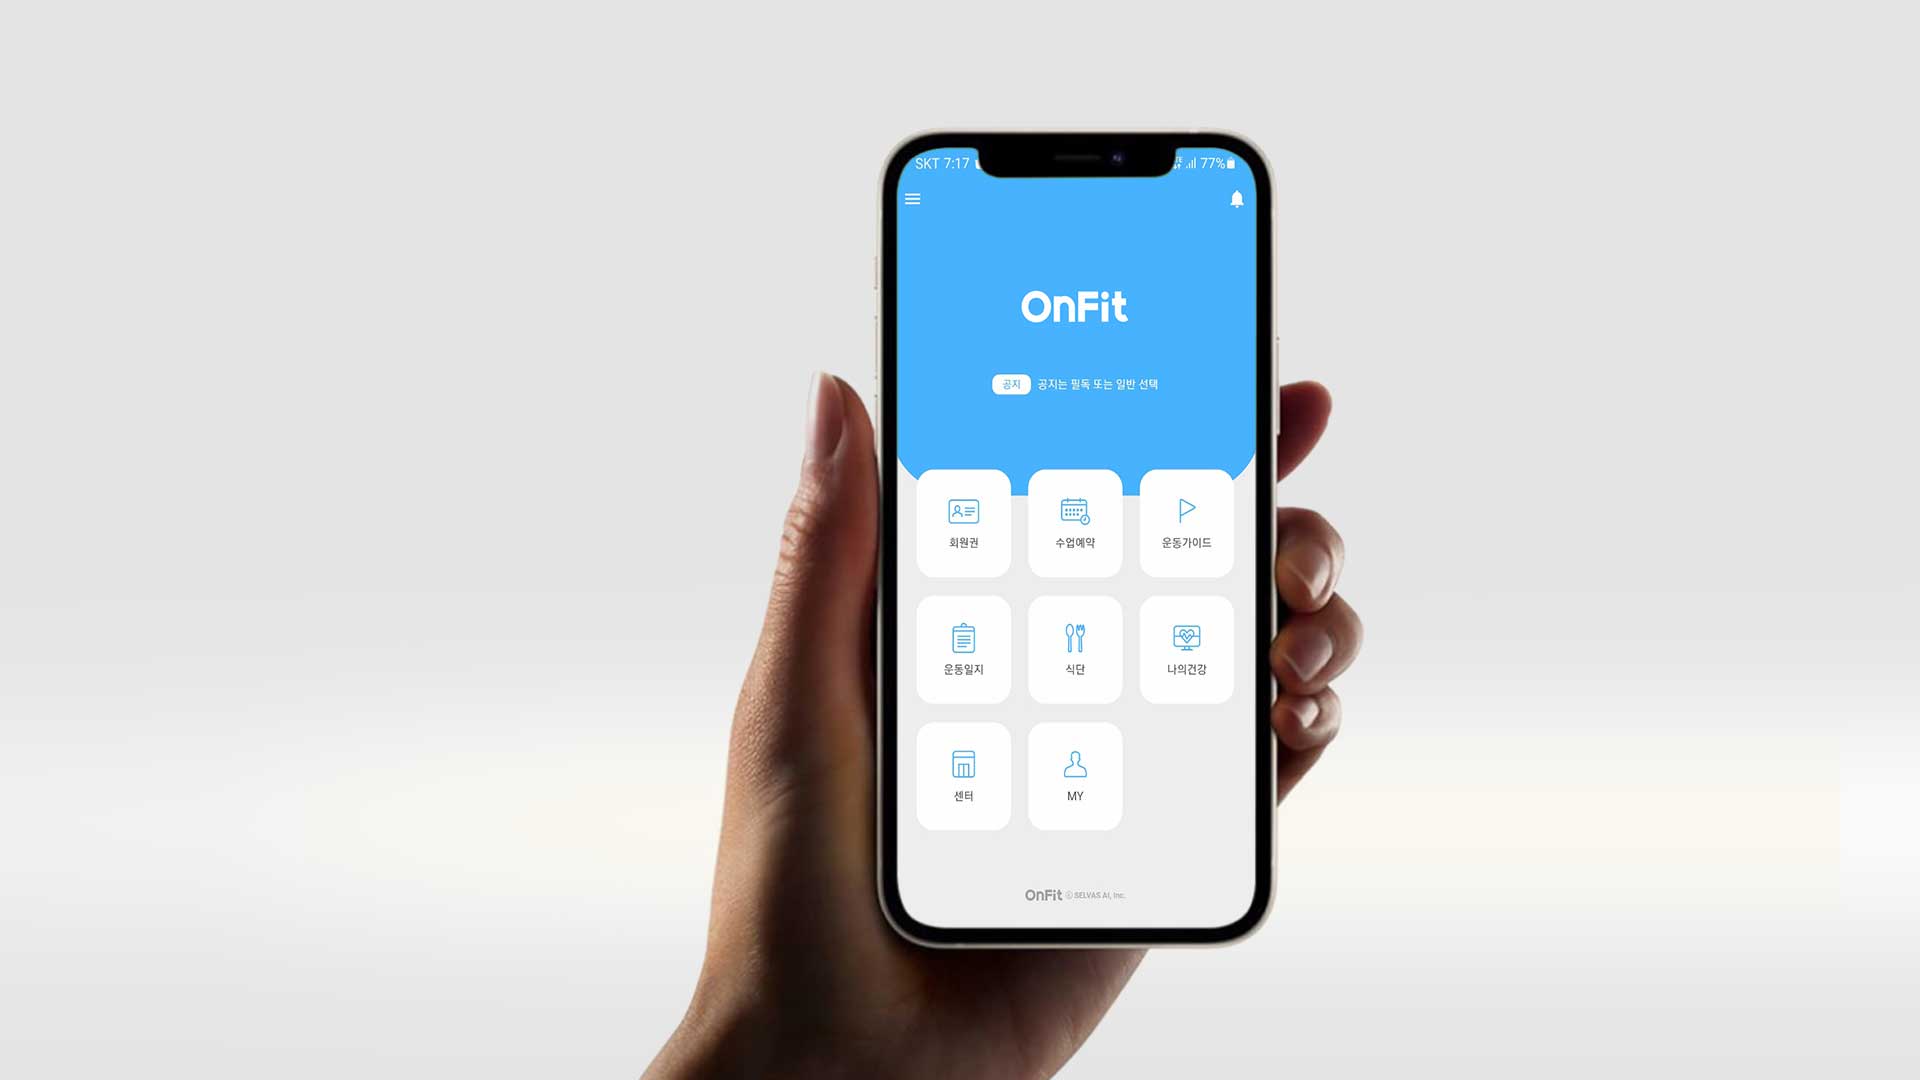 SKT 7:17
77%
OnFit
공지 공지는 필독 또는 일반 선택
회원권
수업예약
운동가이드
운동일지
식단
나의건강
센터
MY
OnFit ⓒ SELVAS AI, Inc.